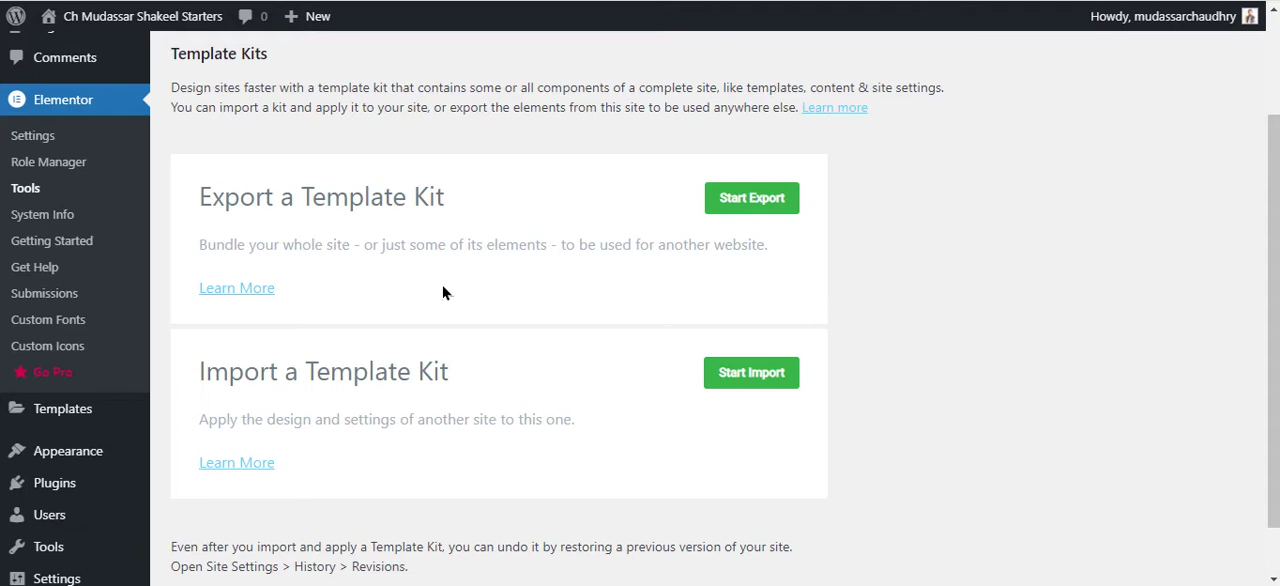 Ch Mudassar Shakeel Starters 0 New Howdy, mudassarchaudhry
Comments
Elementor
Settings
Role Manager
Tools
System Info
Getting Started
Get Help
Submissions
Custom Fonts
Custom Icons
Go Pro
Templates
Appearance
Plugins
Users
Tools
Settings
Template Kits
Design sites faster with a template kit that contains some or all components of a complete site, like templates, content & site settings.
You can import a kit and apply it to your site, or export the elements from this site to be used anywhere else. Learn more
Export a Template Kit
Start Export
Bundle your whole site - or just some of its elements - to be used for another website.
Learn More
Import a Template Kit
Start Import
Apply the design and settings of another site to this one.
Learn More
Even after you import and apply a Template Kit, you can undo it by restoring a previous version of your site.
Open Site Settings > History > Revisions.